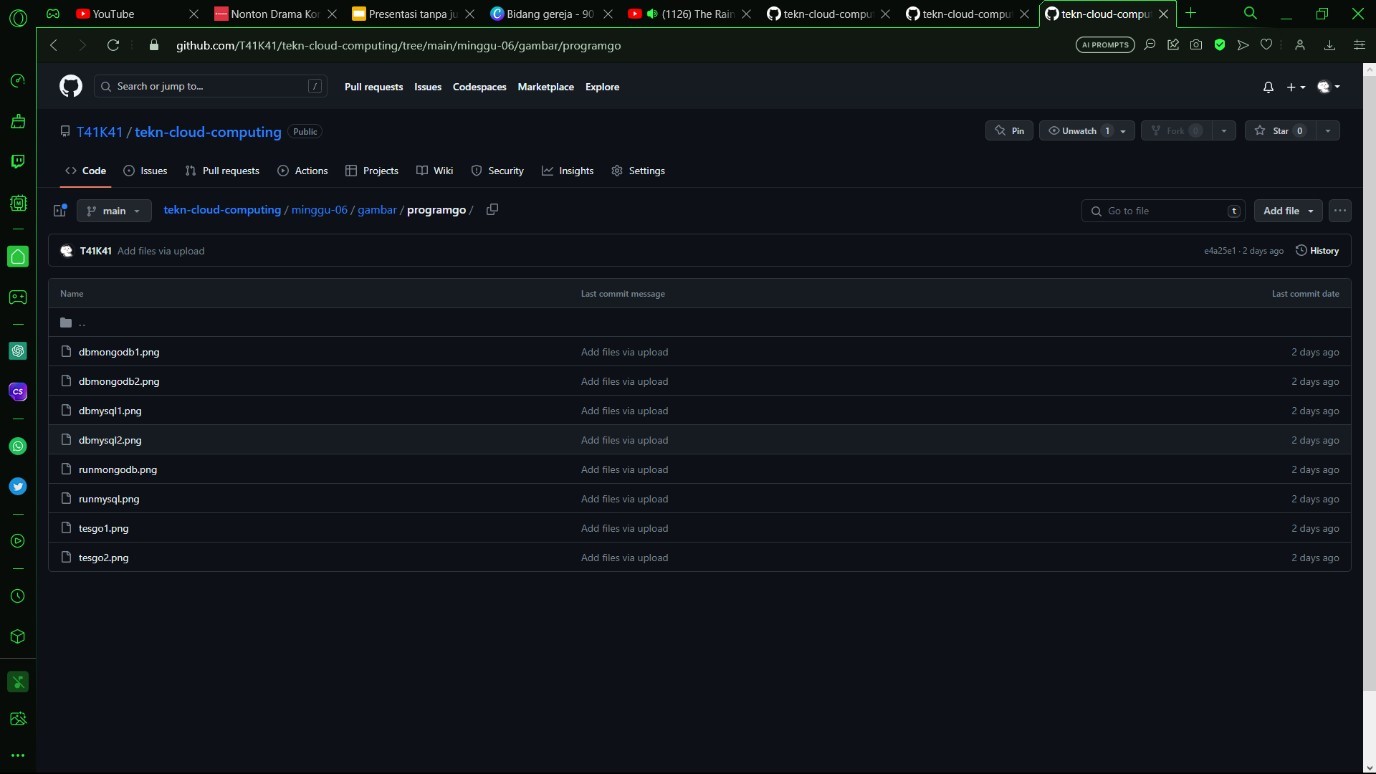 YouTube
Nonton Drama Ko
Presentasi tanpa ju
Bidang gereja - 90
(1126) The Rain
tekn-cloud-comput
tekn-cloud-comput
tekn-cloud-comput
github.com/T41K41/tekn-cloud-computing/tree/main/minggu-06/gambar/programgo
AI PROMPTS
Search or jump to...
/
Pull requests
Issues
Codespaces
Marketplace
Explore
T41K41 / tekn-cloud-computing
Public
Pin
Unwatch 1
Fork 0
Star 0
Code
Issues
Pull requests
Actions
Projects
Wiki
Security
Insights
Settings
main
tekn-cloud-computing / minggu-06 / gambar / programgo /
Go to file
t
Add file
T41K41 Add files via upload
e4a25e1 · 2 days ago
History
Name Last commit message Last commit date
..
dbmongodb1.png Add files via upload 2 days ago
dbmongodb2.png Add files via upload 2 days ago
dbmysql1.png Add files via upload 2 days ago
dbmysql2.png Add files via upload 2 days ago
runmongodb.png Add files via upload 2 days ago
runmysql.png Add files via upload 2 days ago
tesgo1.png Add files via upload 2 days ago
tesgo2.png Add files via upload 2 days ago
CS